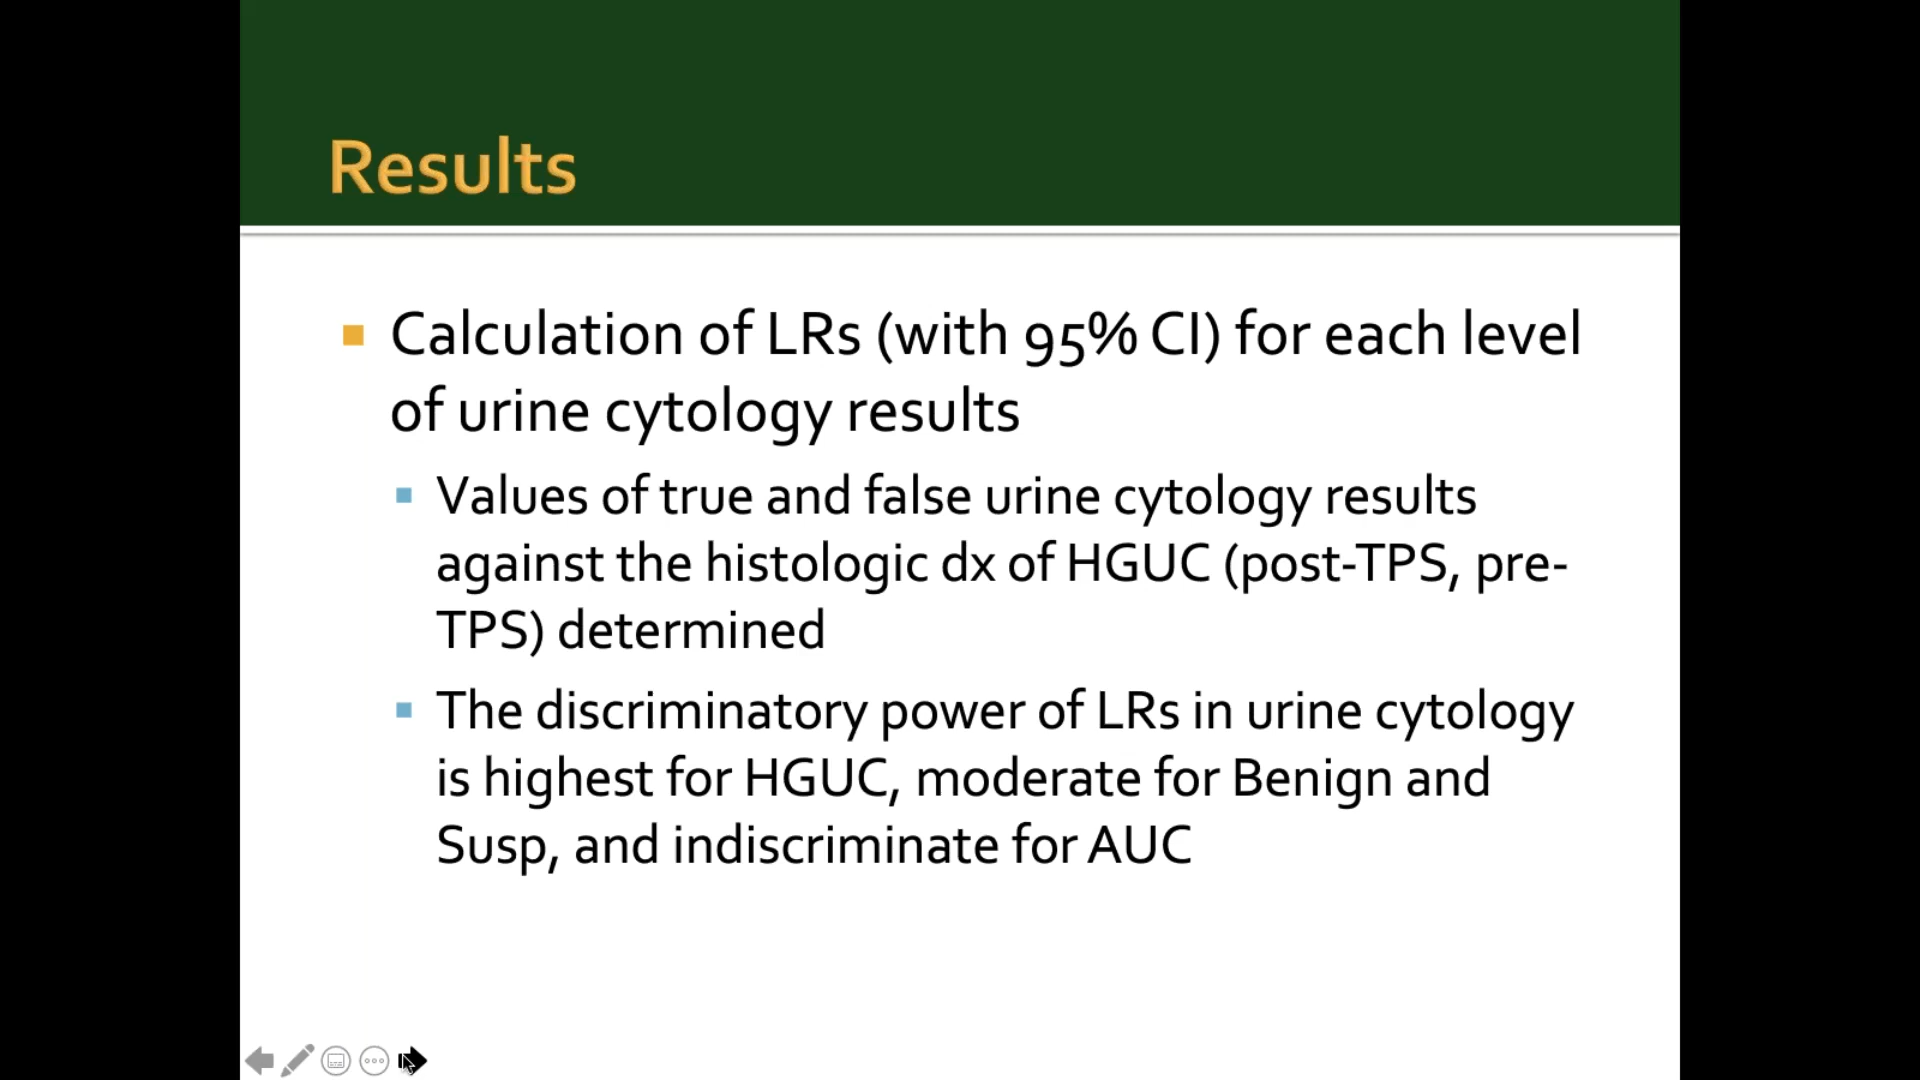 Results
Calculation of LRs (with 95% CI) for each level
of urine cytology results
Values of true and false urine cytology results
against the histologic dx of HGUC (post-TPS, pre-
TPS) determined
The discriminatory power of LRs in urine cytology
is highest for HGUC, moderate for Benign and
Susp, and indiscriminate for AUC